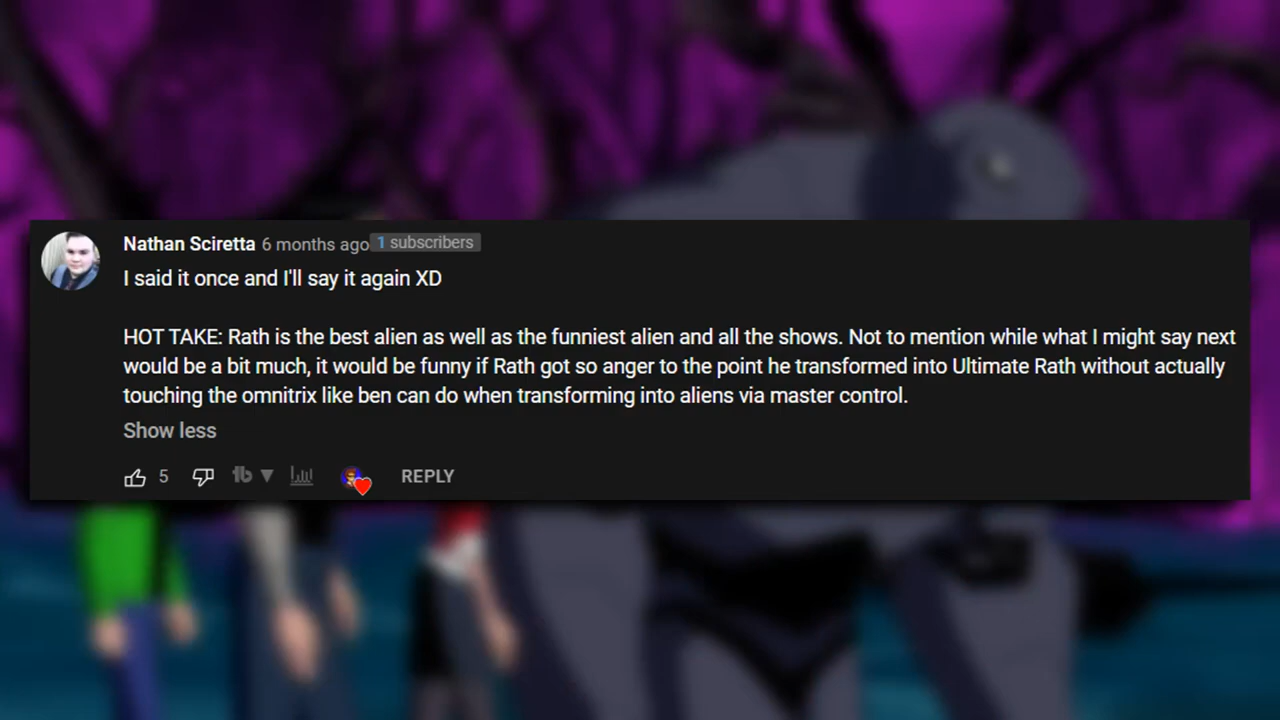 Nathan Sciretta 6 months ago 1 subscribers
I said it once and I'll say it again XD
HOT TAKE: Rath is the best alien as well as the funniest alien and all the shows. Not to mention while what I might say next
would be a bit much, it would be funny if Rath got so anger to the point he transformed into Ultimate Rath without actually
touching the omnitrix like ben can do when transforming into aliens via master control.
Show less
5 tb REPLY